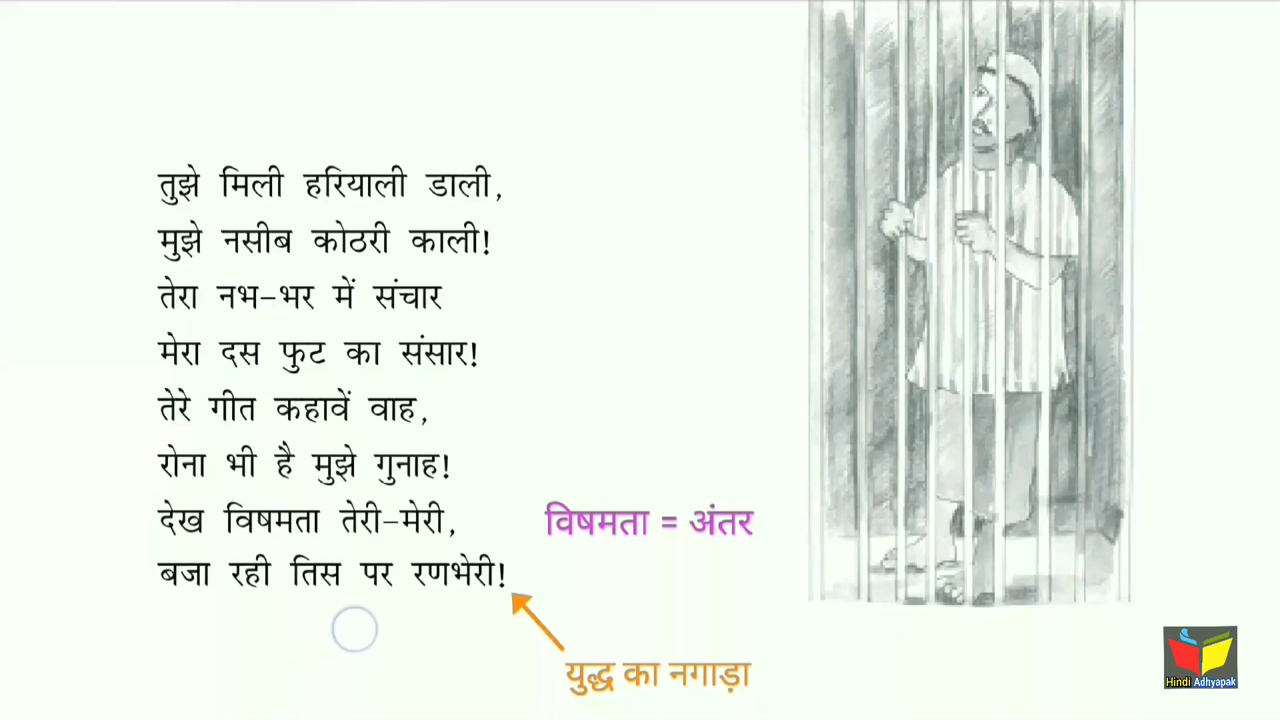 तुझे मिली हरियाली डाली,
मुझे नसीब कोठरी काली!
तेरा नभ-भर में संचार
मेरा दस फुट का संसार!
तेरे गीत कहावें वाह,
रोना भी है मुझे गुनाह!
देख विषमता तेरी-मेरी,
विषमता = अंतर
बजा रही तिस पर रणभेरी!
युद्ध का नगाड़ा
Hindi Adhyapak